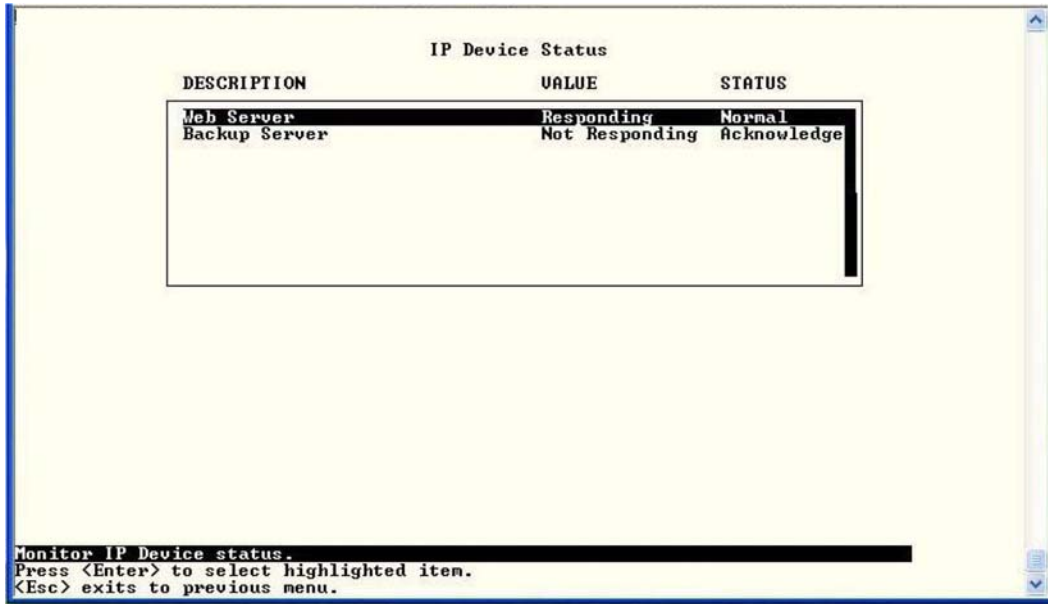 IP Device Status
DESCRIPTION VALUE STATUS
Web Server Responding Normal
Backup Server Not Responding Acknowledge
Monitor IP Device status.
Press <Enter> to select highlighted item.
<Esc> exits to previous menu.